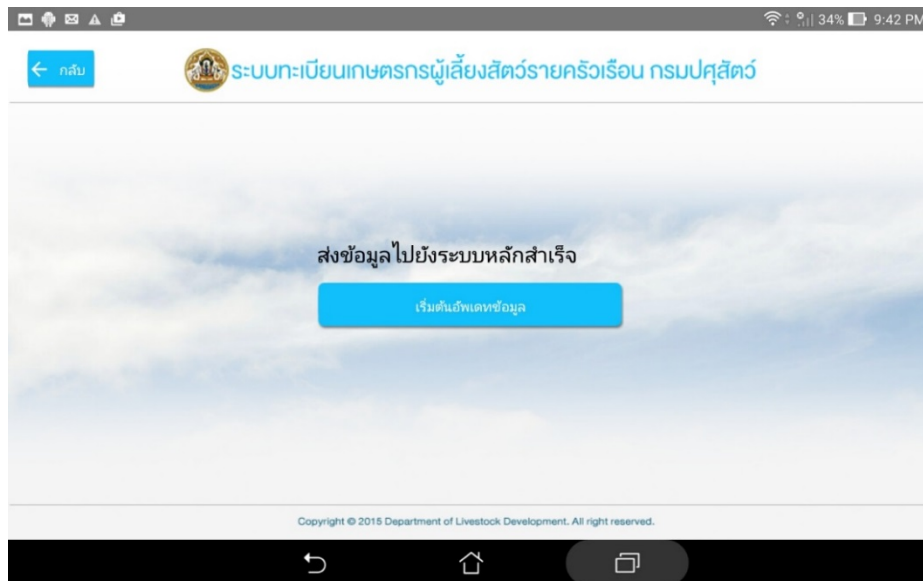 34% 9:42 PM
← กลับ
ระบบทะเบียนเกษตรกรผู้เลี้ยงสัตว์รายครัวเรือน กรมปศุสัตว์
ส่งข้อมูลไปยังระบบหลักสำเร็จ
เริ่มต้นอัพเดทข้อมูล
Copyright © 2015 Department of Livestock Development. All right reserved.